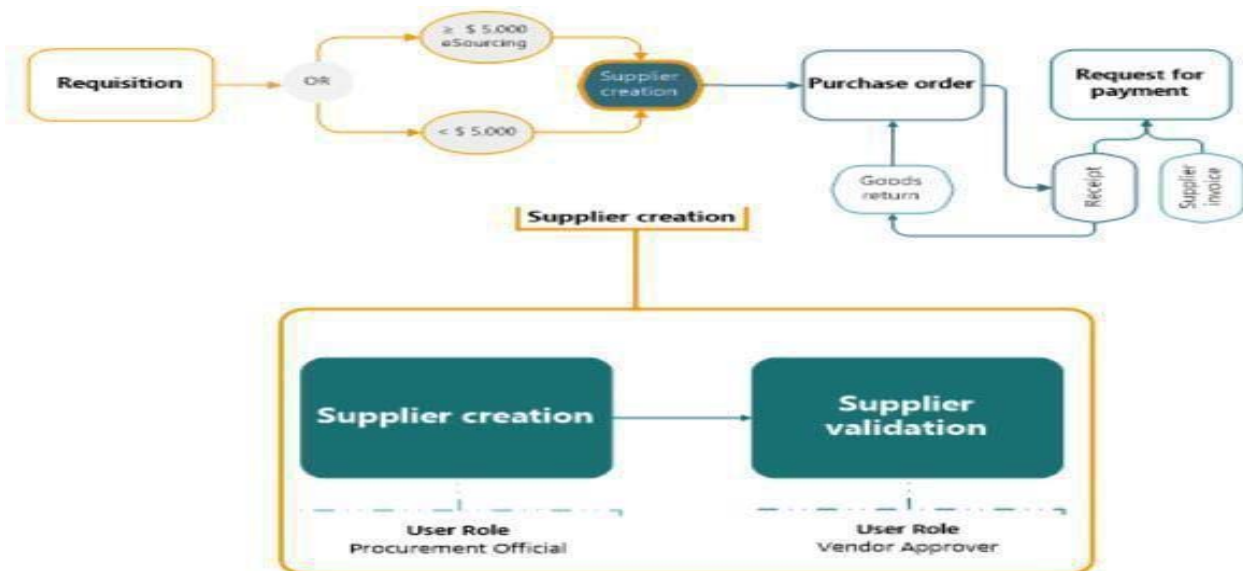 ≥ $ 5.000
eSourcing
Requisition
OR
Supplier
creation
Purchase order
Request for
payment
< $ 5.000
Goods
return
Receipt
Supplier
invoice
Supplier creation
Supplier creation
Supplier
validation
User Role
Procurement Official
User Role
Vendor Approver